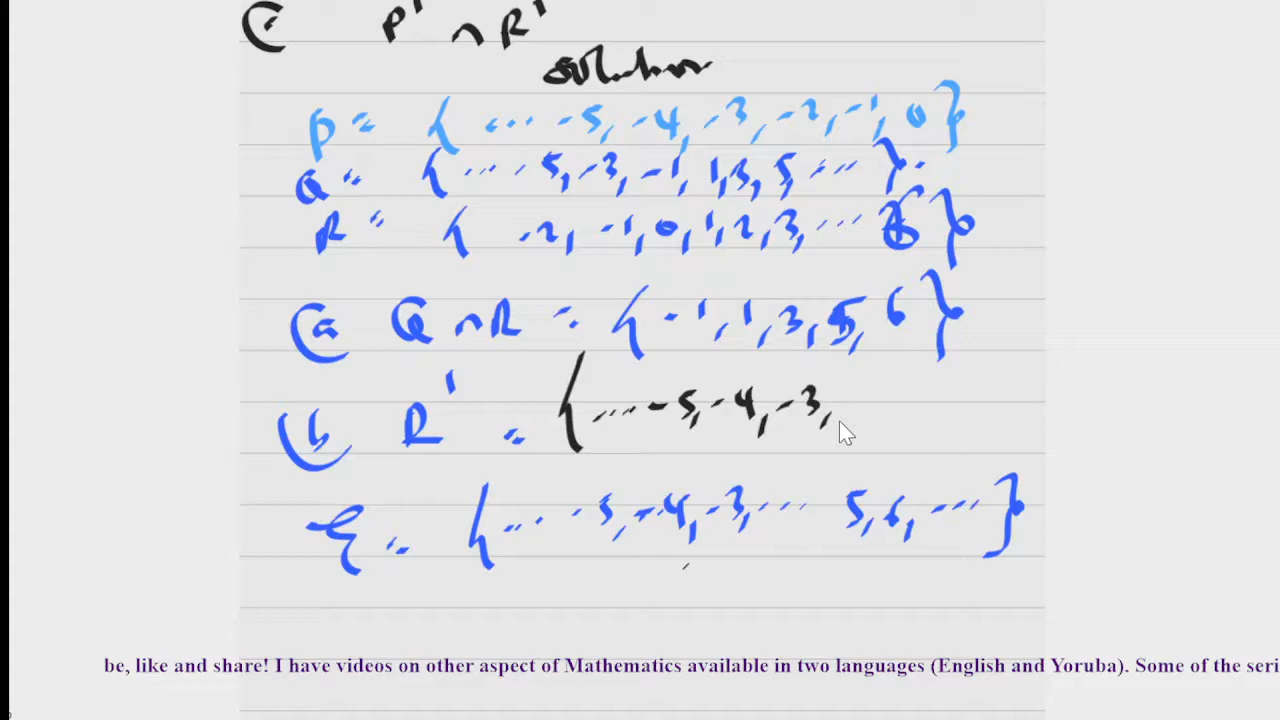 (c P' ∩ R'
solution
P = { ... -5, -4, -3, -2, -1, 0}
Q = { ... 5, -3, -1, 1, 3, 5, ... }.
R = { -2, -1, 0, 1, 2, 3, ... 6}
(a Q ∩ R = { -1, 1, 3, 5, 6}
(b R' = { ... -5, -4, -3,
ξ = { ... -5, -4, -3, ... 5, 6, ... }
be, like and share! I have videos on other aspect of Mathematics available in two languages (English and Yoruba). Some of the seri